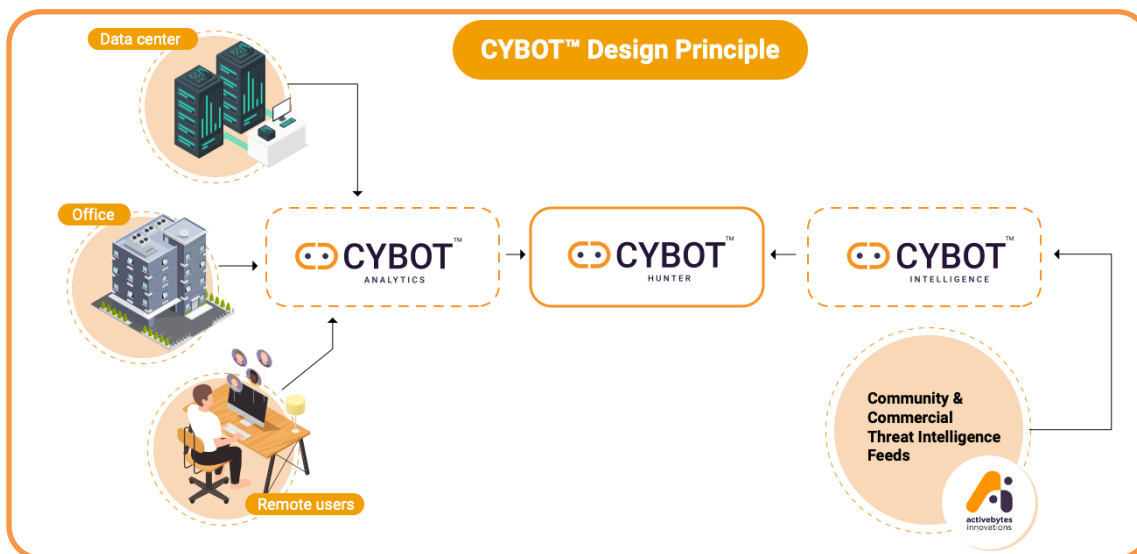 Data center
CYBOT™ Design Principle
Office
CYBOT™
ANALYTICS
CYBOT™
HUNTER
CYBOT™
INTELLIGENCE
Community &
Commercial
Threat Intelligence
Feeds
Remote users
activebytes
innovations